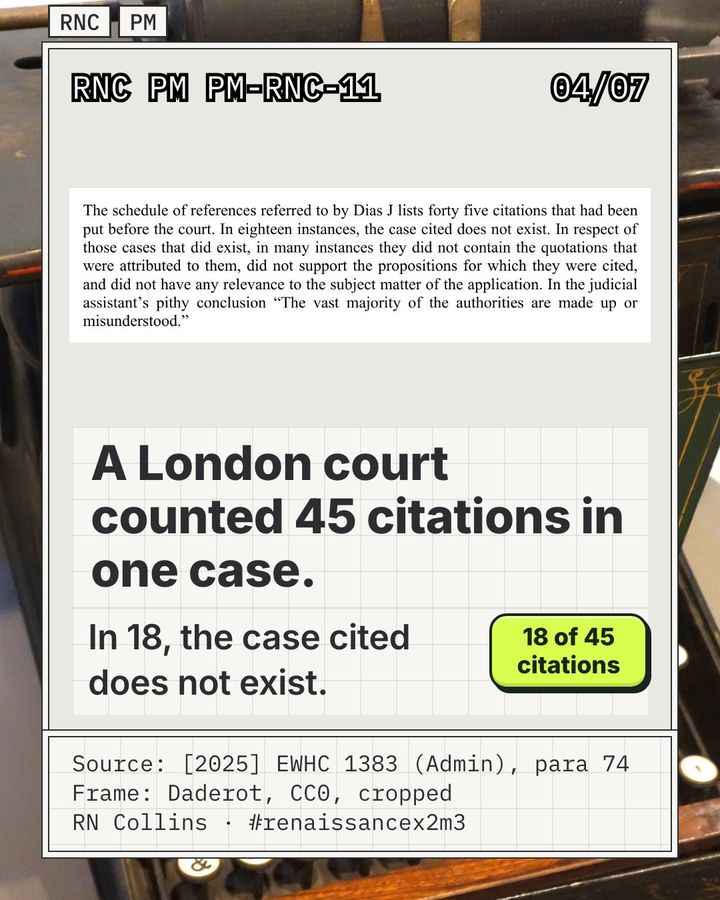 RNC PM
RNC PM PM-RNC-11 04/07
The schedule of references referred to by Dias J lists forty five citations that had been
put before the court. In eighteen instances, the case cited does not exist. In respect of
those cases that did exist, in many instances they did not contain the quotations that
were attributed to them, did not support the propositions for which they were cited,
and did not have any relevance to the subject matter of the application. In the judicial
assistant’s pithy conclusion “The vast majority of the authorities are made up or
misunderstood.”
A London court
counted 45 citations in
one case.
In 18, the case cited
does not exist.
18 of 45
citations
Source: [2025] EWHC 1383 (Admin), para 74
Frame: Daderot, CC0, cropped
RN Collins · #renaissancex2m3
&